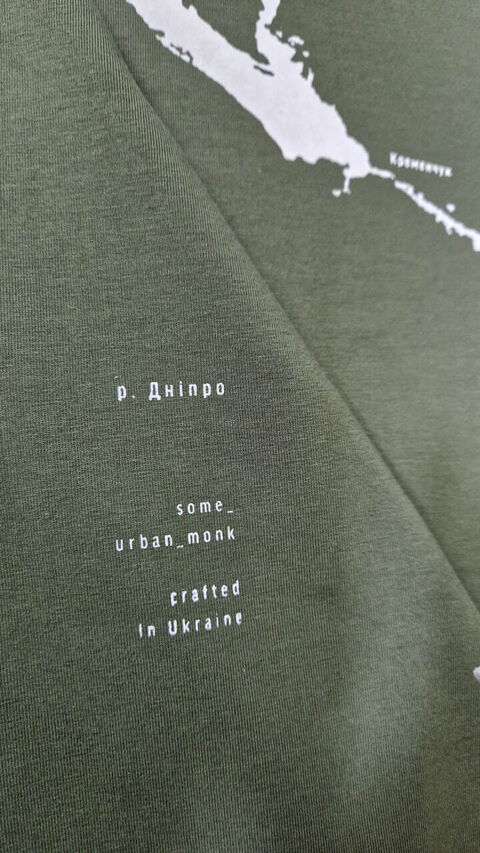 Кременчук
р. Дніпро
some_
urban_monk
crafted
in Ukraine